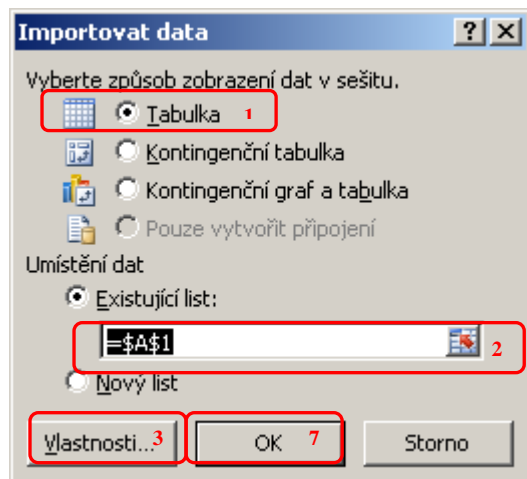 Importovat data
Vyberte způsob zobrazení dat v sešitu.
Tabulka 1
Kontingenční tabulka
Kontingenční graf a tabulka
Pouze vytvořit připojení
Umístění dat
Existující list:
=$A$1 2
Nový list
Vlastnosti... 3 OK 7 Storno